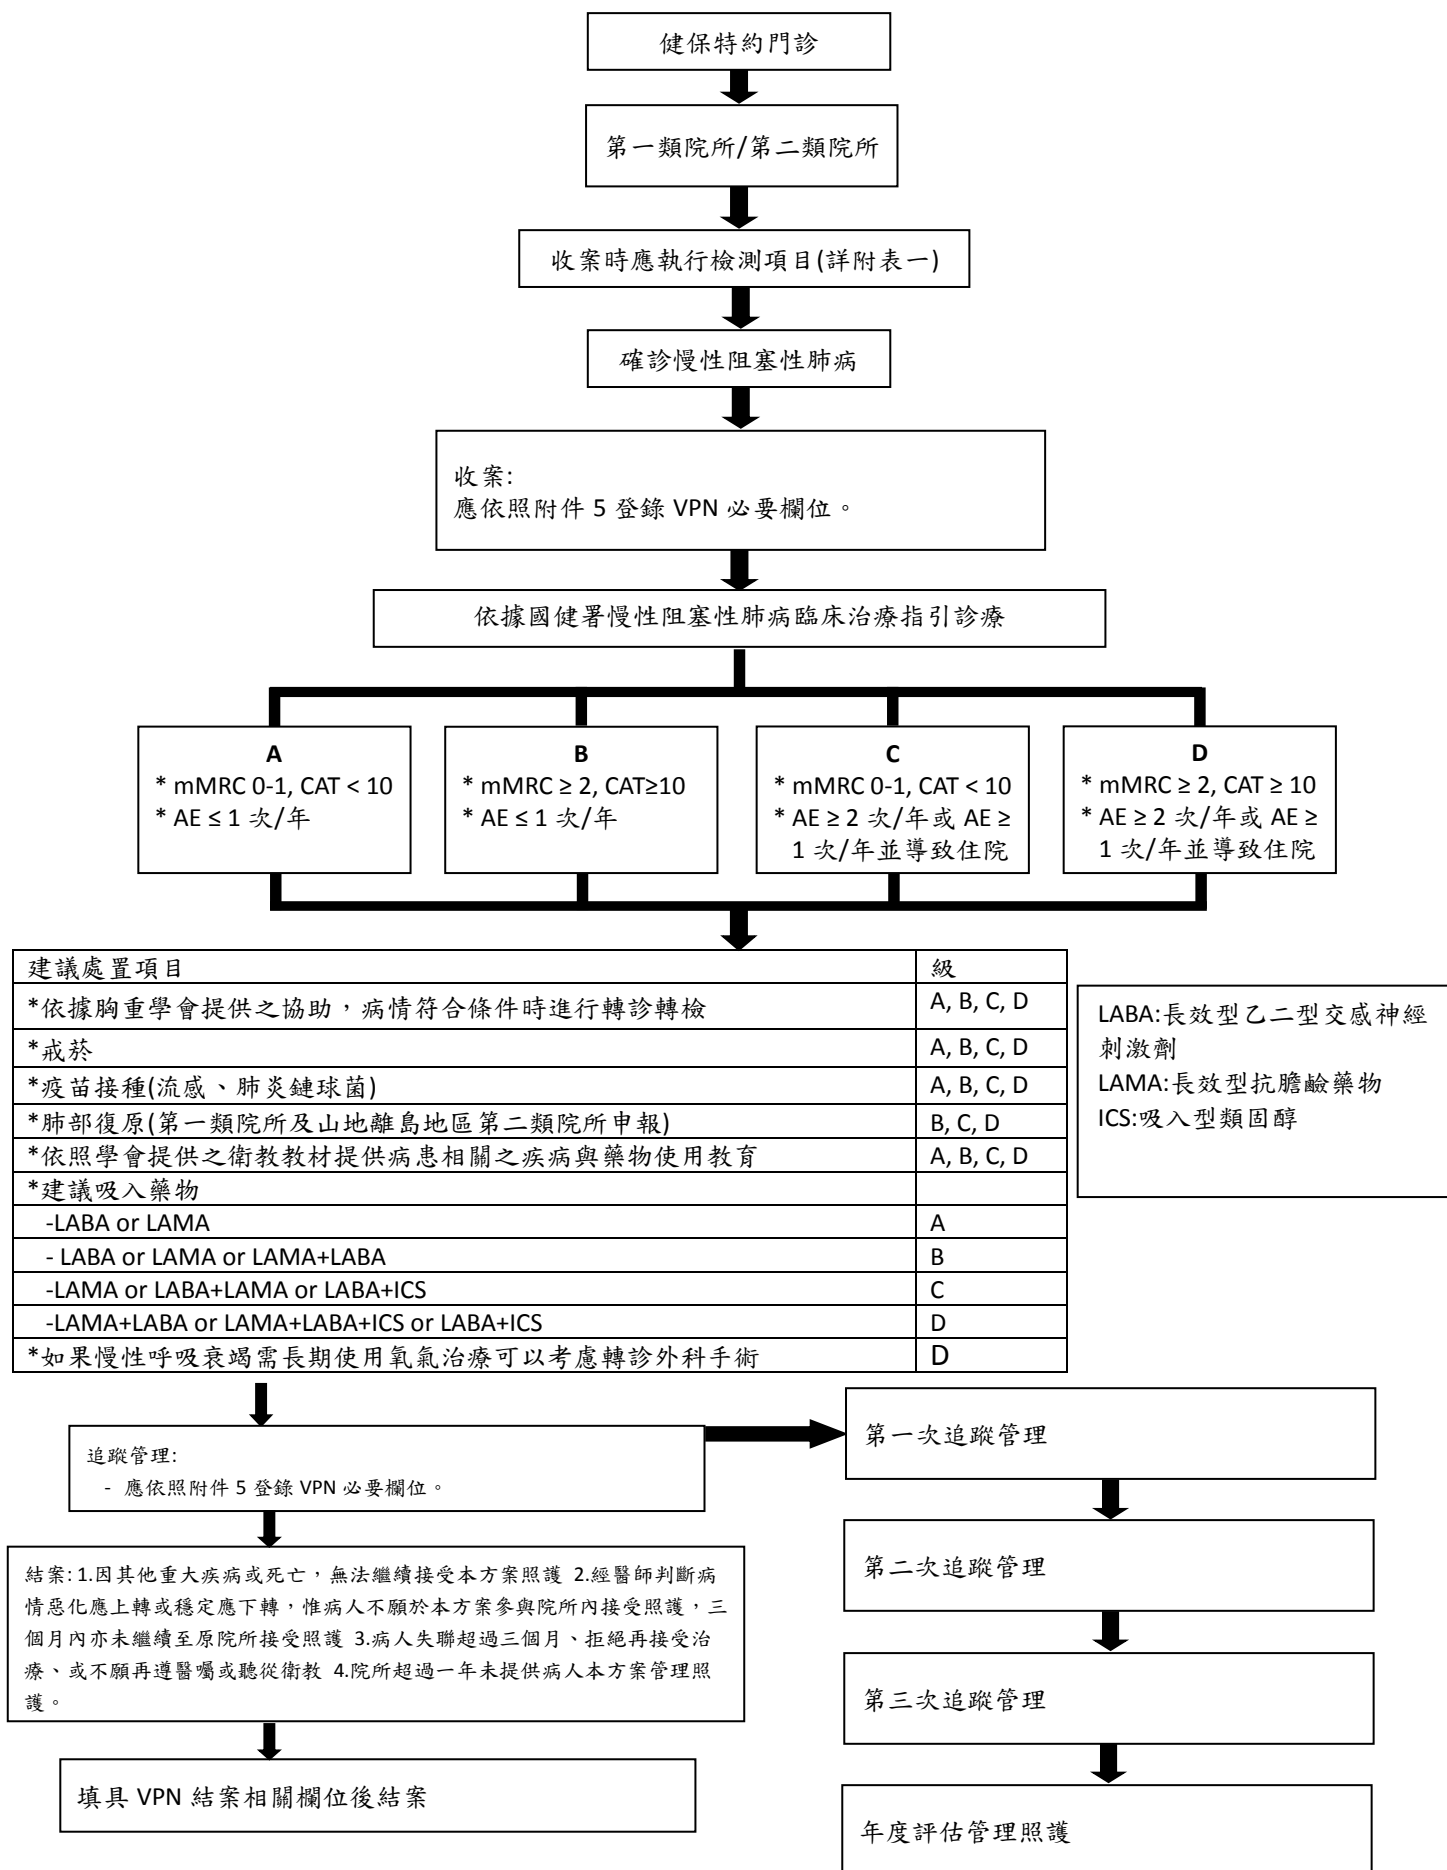 健保特約門診
第一類院所/第二類院所
收案時應執行檢測項目(詳附表一)
確診慢性阻塞性肺病
收案:
應依照附件 5 登錄 VPN 必要欄位。
依據國健署慢性阻塞性肺病臨床治療指引診療
A
* mMRC 0-1, CAT < 10
* AE ≤ 1 次/年
B
* mMRC ≥ 2, CAT≥10
* AE ≤ 1 次/年
C
* mMRC 0-1, CAT < 10
* AE ≥ 2 次/年或 AE ≥
1 次/年並導致住院
D
* mMRC ≥ 2, CAT ≥ 10
* AE ≥ 2 次/年或 AE ≥
1 次/年並導致住院
建議處置項目 級
*依據胸重學會提供之協助，病情符合條件時進行轉診轉檢 A, B, C, D
*戒菸 A, B, C, D
*疫苗接種(流感、肺炎鏈球菌) A, B, C, D
*肺部復原(第一類院所及山地離島地區第二類院所申報) B, C, D
*依照學會提供之衛教教材提供病患相關之疾病與藥物使用教育 A, B, C, D
*建議吸入藥物
-LABA or LAMA A
- LABA or LAMA or LAMA+LABA B
-LAMA or LABA+LAMA or LABA+ICS C
-LAMA+LABA or LAMA+LABA+ICS or LABA+ICS D
*如果慢性呼吸衰竭需長期使用氧氣治療可以考慮轉診外科手術 D
LABA:長效型乙二型交感神經
刺激劑
LAMA:長效型抗膽鹼藥物
ICS:吸入型類固醇
追蹤管理:
- 應依照附件 5 登錄 VPN 必要欄位。
結案: 1.因其他重大疾病或死亡，無法繼續接受本方案照護 2.經醫師判斷病
情惡化應上轉或穩定應下轉，惟病人不願於本方案參與院所內接受照護，三
個月內亦未繼續至原院所接受照護 3.病人失聯超過三個月、拒絕再接受治
療、或不願再遵醫囑或聽從衛教 4.院所超過一年未提供病人本方案管理照
護。
填具 VPN 結案相關欄位後結案
第一次追蹤管理
第二次追蹤管理
第三次追蹤管理
年度評估管理照護